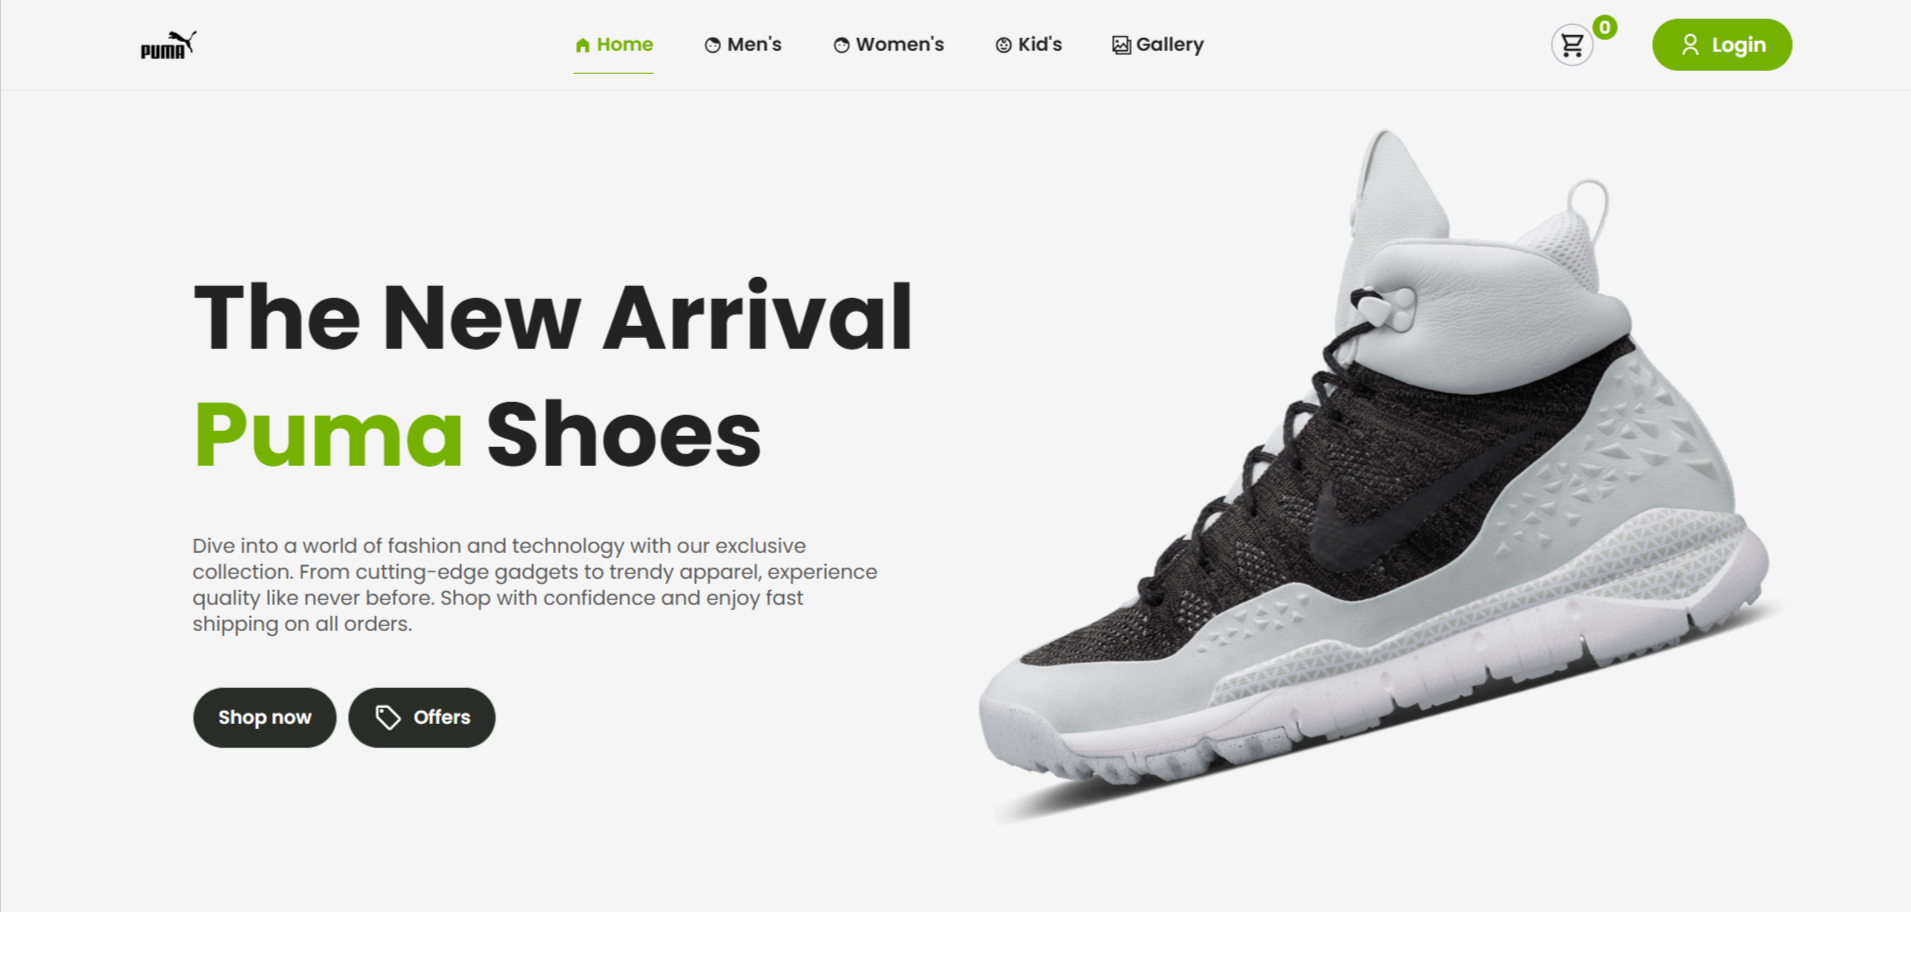 PUMA
Home
Men's
Women's
Kid's
Gallery
0
Login
The New Arrival
Puma Shoes
Dive into a world of fashion and technology with our exclusive
collection. From cutting-edge gadgets to trendy apparel, experience
quality like never before. Shop with confidence and enjoy fast
shipping on all orders.
Shop now
Offers